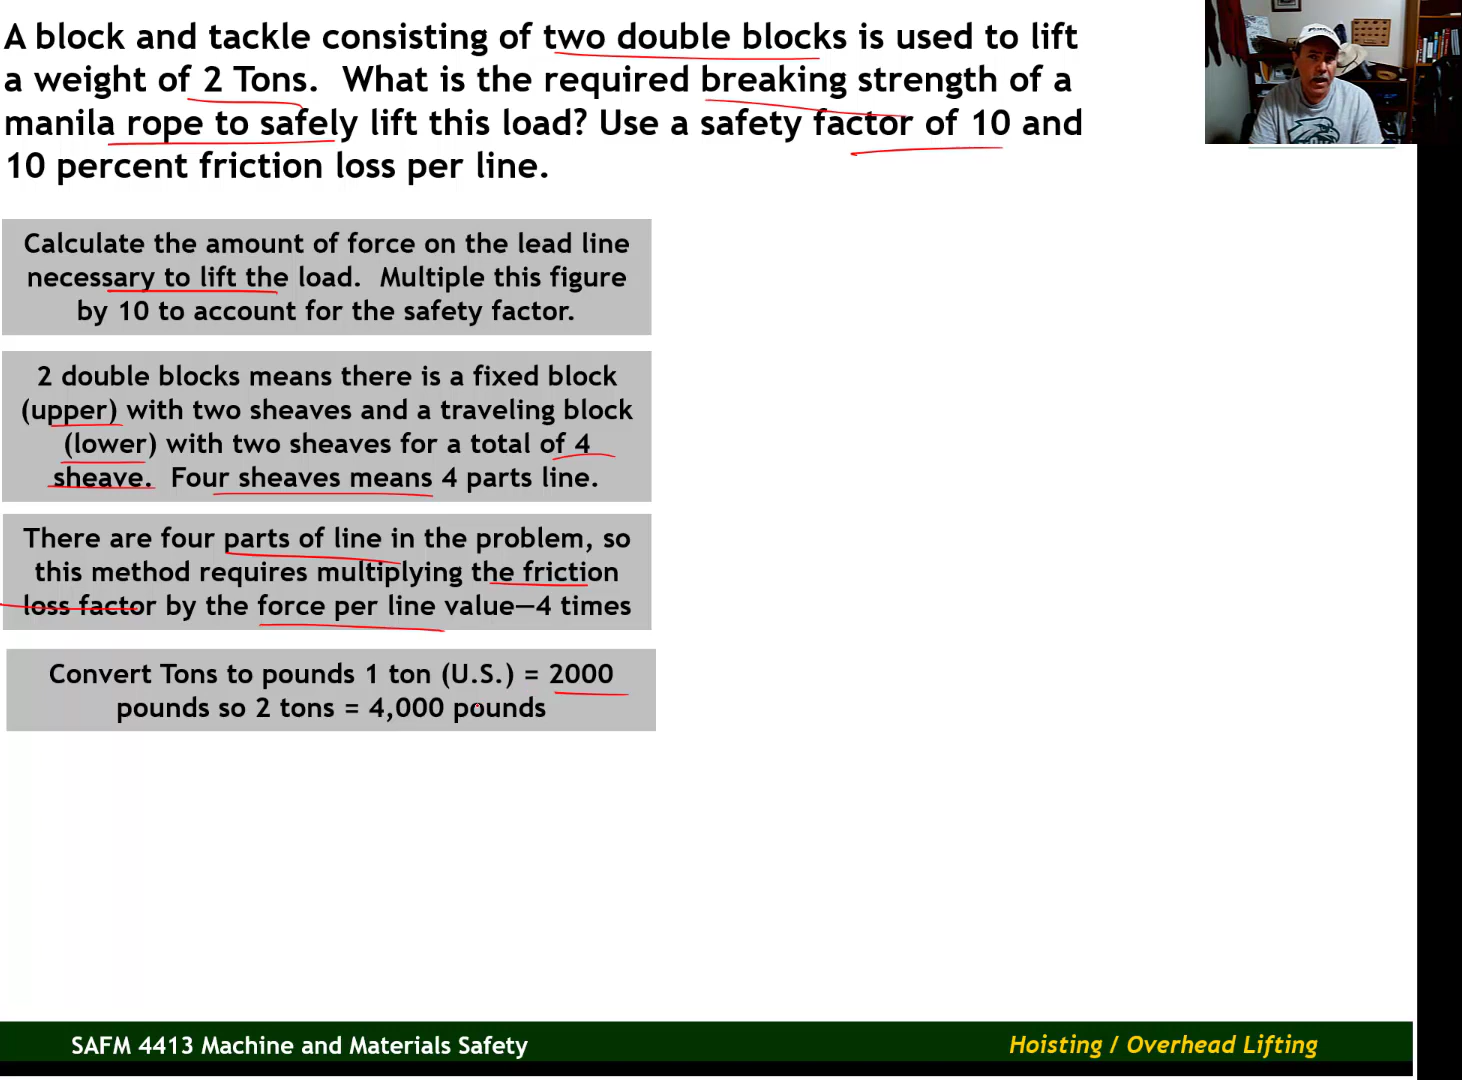 A block and tackle consisting of two double blocks is used to lift
a weight of 2 Tons. What is the required breaking strength of a
manila rope to safely lift this load? Use a safety factor of 10 and
10 percent friction loss per line.
Calculate the amount of force on the lead line
necessary to lift the load. Multiple this figure
by 10 to account for the safety factor.
2 double blocks means there is a fixed block
(upper) with two sheaves and a traveling block
(lower) with two sheaves for a total of 4
sheave. Four sheaves means 4 parts line.
There are four parts of line in the problem, so
this method requires multiplying the friction
loss factor by the force per line value—4 times
Convert Tons to pounds 1 ton (U.S.) = 2000
pounds so 2 tons = 4,000 pounds
SAFM 4413 Machine and Materials Safety
Hoisting / Overhead Lifting